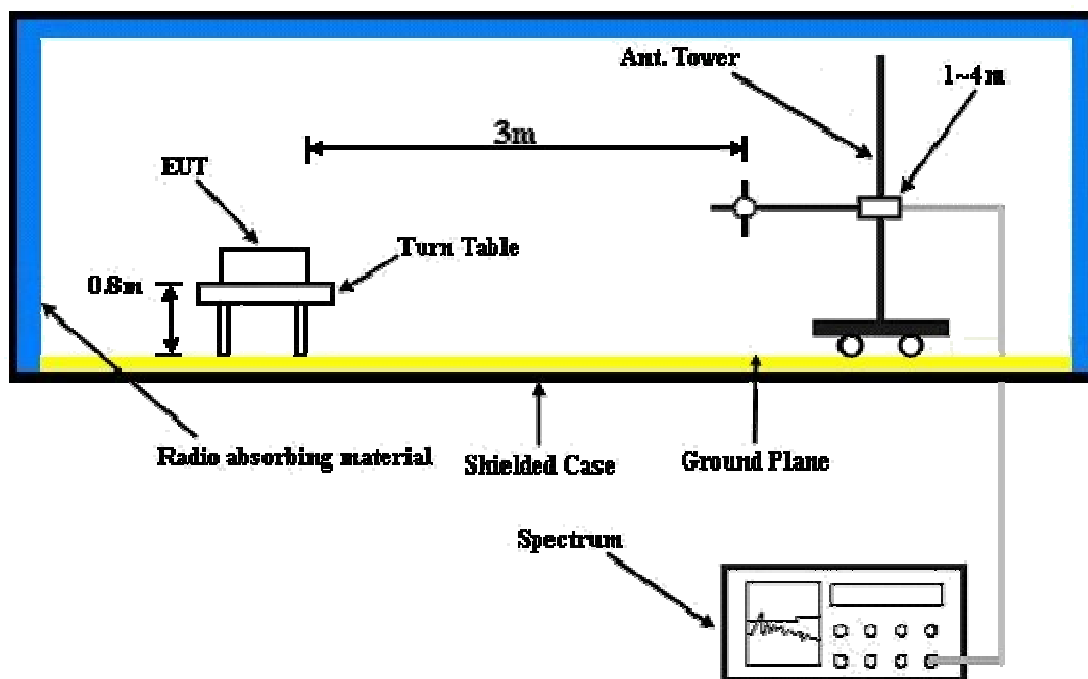 Ant. Tower
1~4m
3m
EUT
Turn Table
0.8m
Radio absorbing material
Shielded Case
Ground Plane
Spectrum